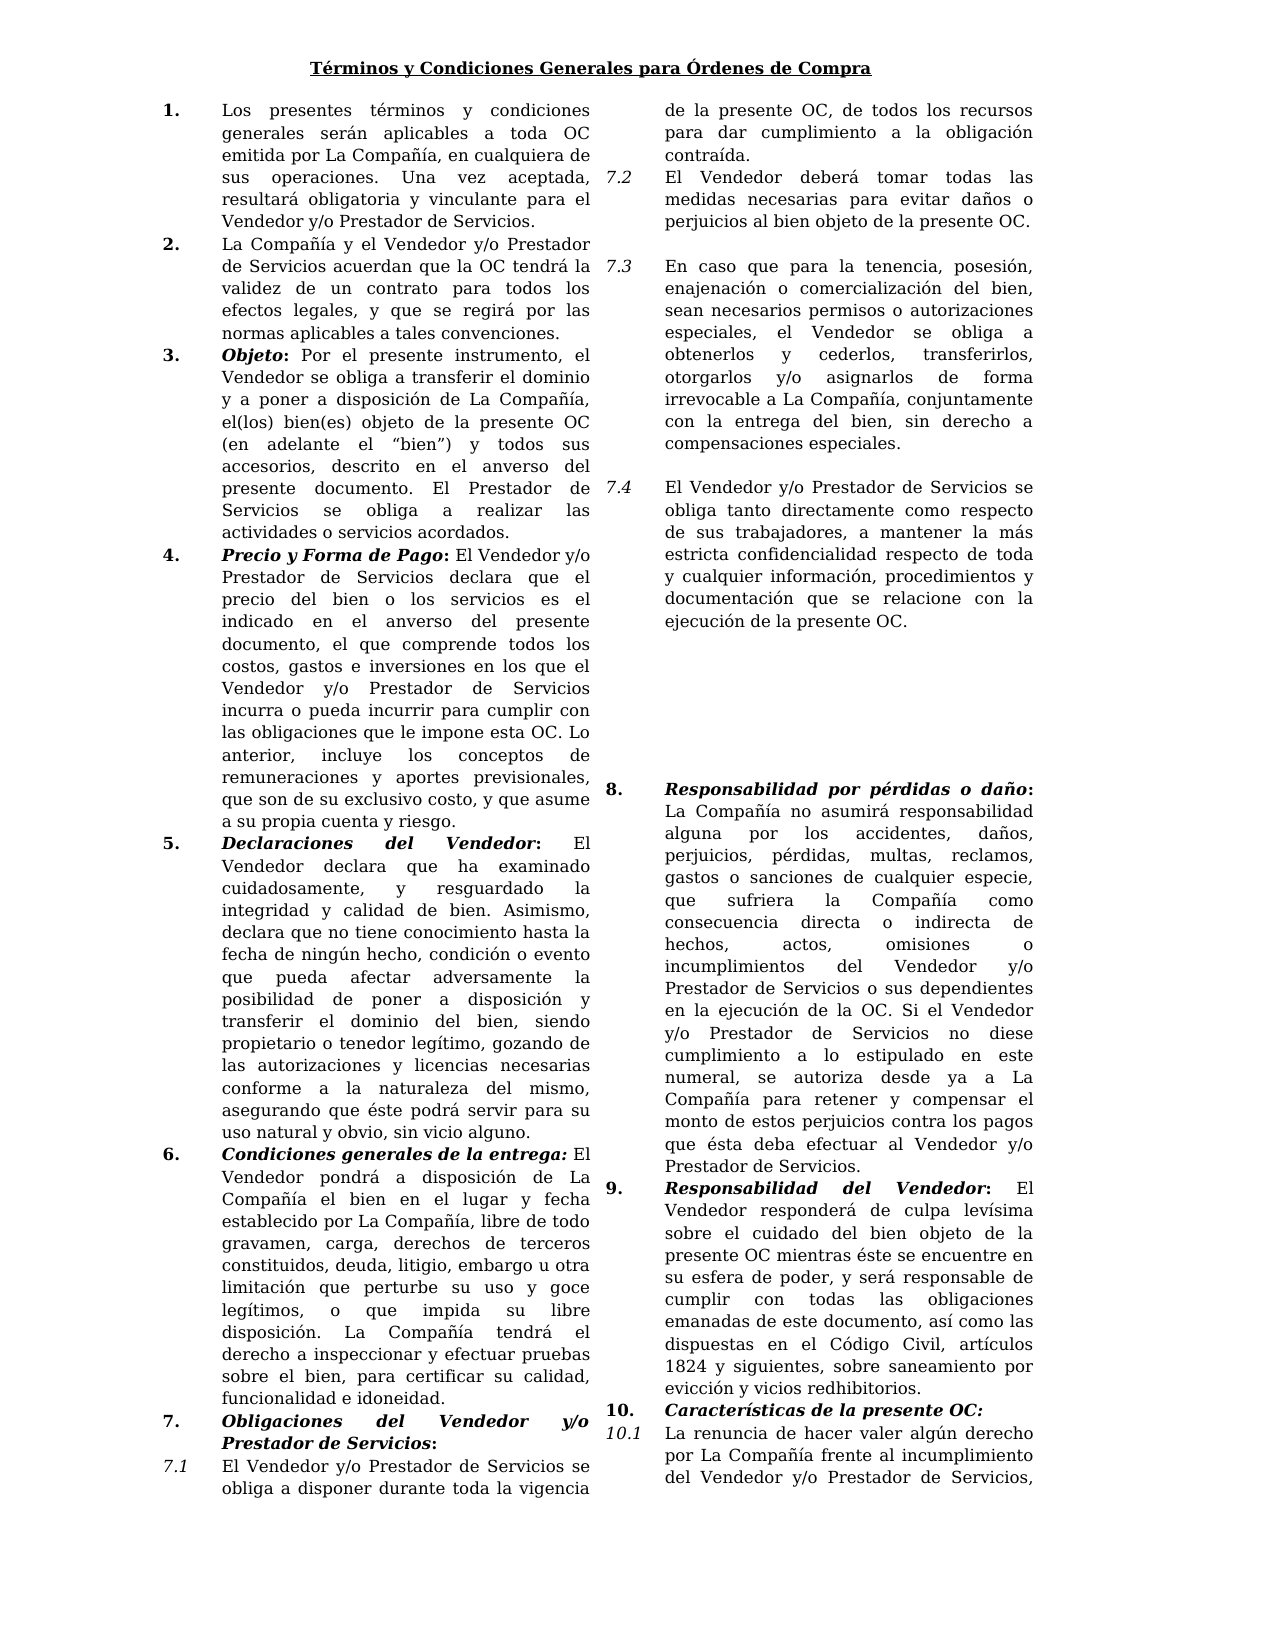 Términos y Condiciones Generales para Órdenes de Compra
1. Los presentes términos y condiciones
generales serán aplicables a toda OC
emitida por La Compañía, en cualquiera de
sus operaciones. Una vez aceptada,
resultará obligatoria y vinculante para el
Vendedor y/o Prestador de Servicios.
2. La Compañía y el Vendedor y/o Prestador
de Servicios acuerdan que la OC tendrá la
validez de un contrato para todos los
efectos legales, y que se regirá por las
normas aplicables a tales convenciones.
3. Objeto: Por el presente instrumento, el
Vendedor se obliga a transferir el dominio
y a poner a disposición de La Compañía,
el(los) bien(es) objeto de la presente OC
(en adelante el “bien”) y todos sus
accesorios, descrito en el anverso del
presente documento. El Prestador de
Servicios se obliga a realizar las
actividades o servicios acordados.
4. Precio y Forma de Pago: El Vendedor y/o
Prestador de Servicios declara que el
precio del bien o los servicios es el
indicado en el anverso del presente
documento, el que comprende todos los
costos, gastos e inversiones en los que el
Vendedor y/o Prestador de Servicios
incurra o pueda incurrir para cumplir con
las obligaciones que le impone esta OC. Lo
anterior, incluye los conceptos de
remuneraciones y aportes previsionales,
que son de su exclusivo costo, y que asume
a su propia cuenta y riesgo.
5. Declaraciones del Vendedor: El
Vendedor declara que ha examinado
cuidadosamente, y resguardado la
integridad y calidad de bien. Asimismo,
declara que no tiene conocimiento hasta la
fecha de ningún hecho, condición o evento
que pueda afectar adversamente la
posibilidad de poner a disposición y
transferir el dominio del bien, siendo
propietario o tenedor legítimo, gozando de
las autorizaciones y licencias necesarias
conforme a la naturaleza del mismo,
asegurando que éste podrá servir para su
uso natural y obvio, sin vicio alguno.
6. Condiciones generales de la entrega: El
Vendedor pondrá a disposición de La
Compañía el bien en el lugar y fecha
establecido por La Compañía, libre de todo
gravamen, carga, derechos de terceros
constituidos, deuda, litigio, embargo u otra
limitación que perturbe su uso y goce
legítimos, o que impida su libre
disposición. La Compañía tendrá el
derecho a inspeccionar y efectuar pruebas
sobre el bien, para certificar su calidad,
funcionalidad e idoneidad.
7. Obligaciones del Vendedor y/o
Prestador de Servicios:
7.1 El Vendedor y/o Prestador de Servicios se
obliga a disponer durante toda la vigencia
de la presente OC, de todos los recursos
para dar cumplimiento a la obligación
contraída.
7.2 El Vendedor deberá tomar todas las
medidas necesarias para evitar daños o
perjuicios al bien objeto de la presente OC.
7.3 En caso que para la tenencia, posesión,
enajenación o comercialización del bien,
sean necesarios permisos o autorizaciones
especiales, el Vendedor se obliga a
obtenerlos y cederlos, transferirlos,
otorgarlos y/o asignarlos de forma
irrevocable a La Compañía, conjuntamente
con la entrega del bien, sin derecho a
compensaciones especiales.
7.4 El Vendedor y/o Prestador de Servicios se
obliga tanto directamente como respecto
de sus trabajadores, a mantener la más
estricta confidencialidad respecto de toda
y cualquier información, procedimientos y
documentación que se relacione con la
ejecución de la presente OC.
8. Responsabilidad por pérdidas o daño:
La Compañía no asumirá responsabilidad
alguna por los accidentes, daños,
perjuicios, pérdidas, multas, reclamos,
gastos o sanciones de cualquier especie,
que sufriera la Compañía como
consecuencia directa o indirecta de
hechos, actos, omisiones o
incumplimientos del Vendedor y/o
Prestador de Servicios o sus dependientes
en la ejecución de la OC. Si el Vendedor
y/o Prestador de Servicios no diese
cumplimiento a lo estipulado en este
numeral, se autoriza desde ya a La
Compañía para retener y compensar el
monto de estos perjuicios contra los pagos
que ésta deba efectuar al Vendedor y/o
Prestador de Servicios.
9. Responsabilidad del Vendedor: El
Vendedor responderá de culpa levísima
sobre el cuidado del bien objeto de la
presente OC mientras éste se encuentre en
su esfera de poder, y será responsable de
cumplir con todas las obligaciones
emanadas de este documento, así como las
dispuestas en el Código Civil, artículos
1824 y siguientes, sobre saneamiento por
evicción y vicios redhibitorios.
10. Características de la presente OC:
10.1 La renuncia de hacer valer algún derecho
por La Compañía frente al incumplimiento
del Vendedor y/o Prestador de Servicios,